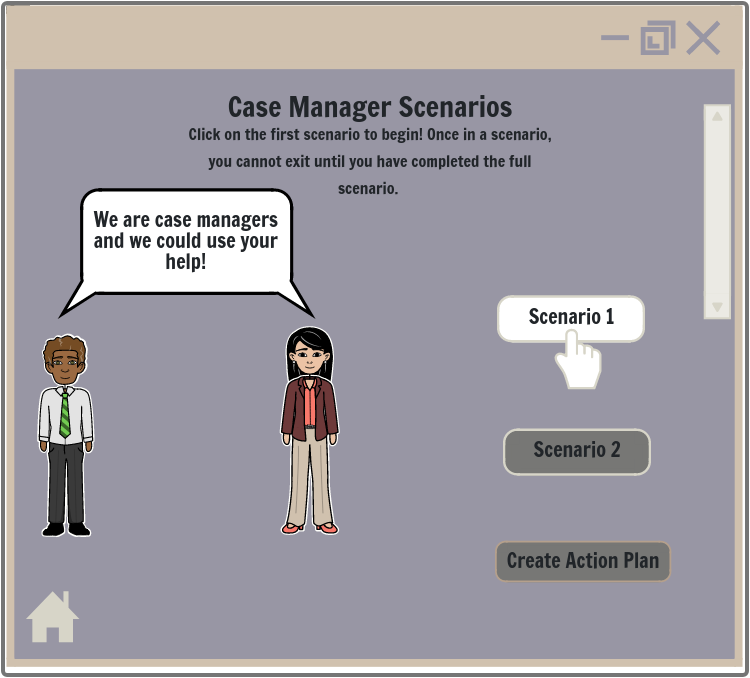 Case Manager Scenarios
Click on the first scenario to begin! Once in a scenario,
you cannot exit until you have completed the full
scenario.
We are case managers
and we could use your
help!
Scenario 1
Scenario 2
Create Action Plan